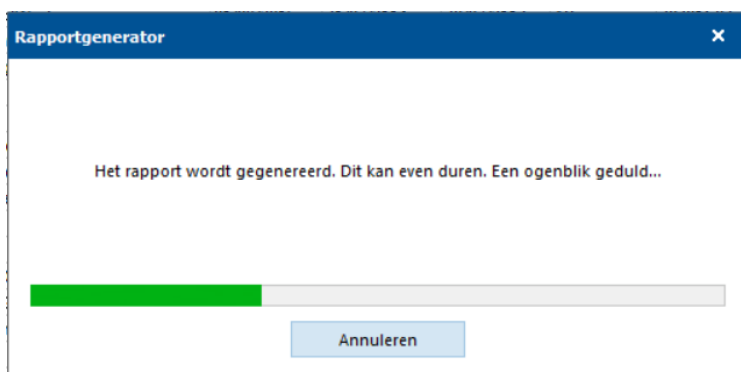 Rapportgenerator
Het rapport wordt gegenereerd. Dit kan even duren. Een ogenblik geduld...
Annuleren